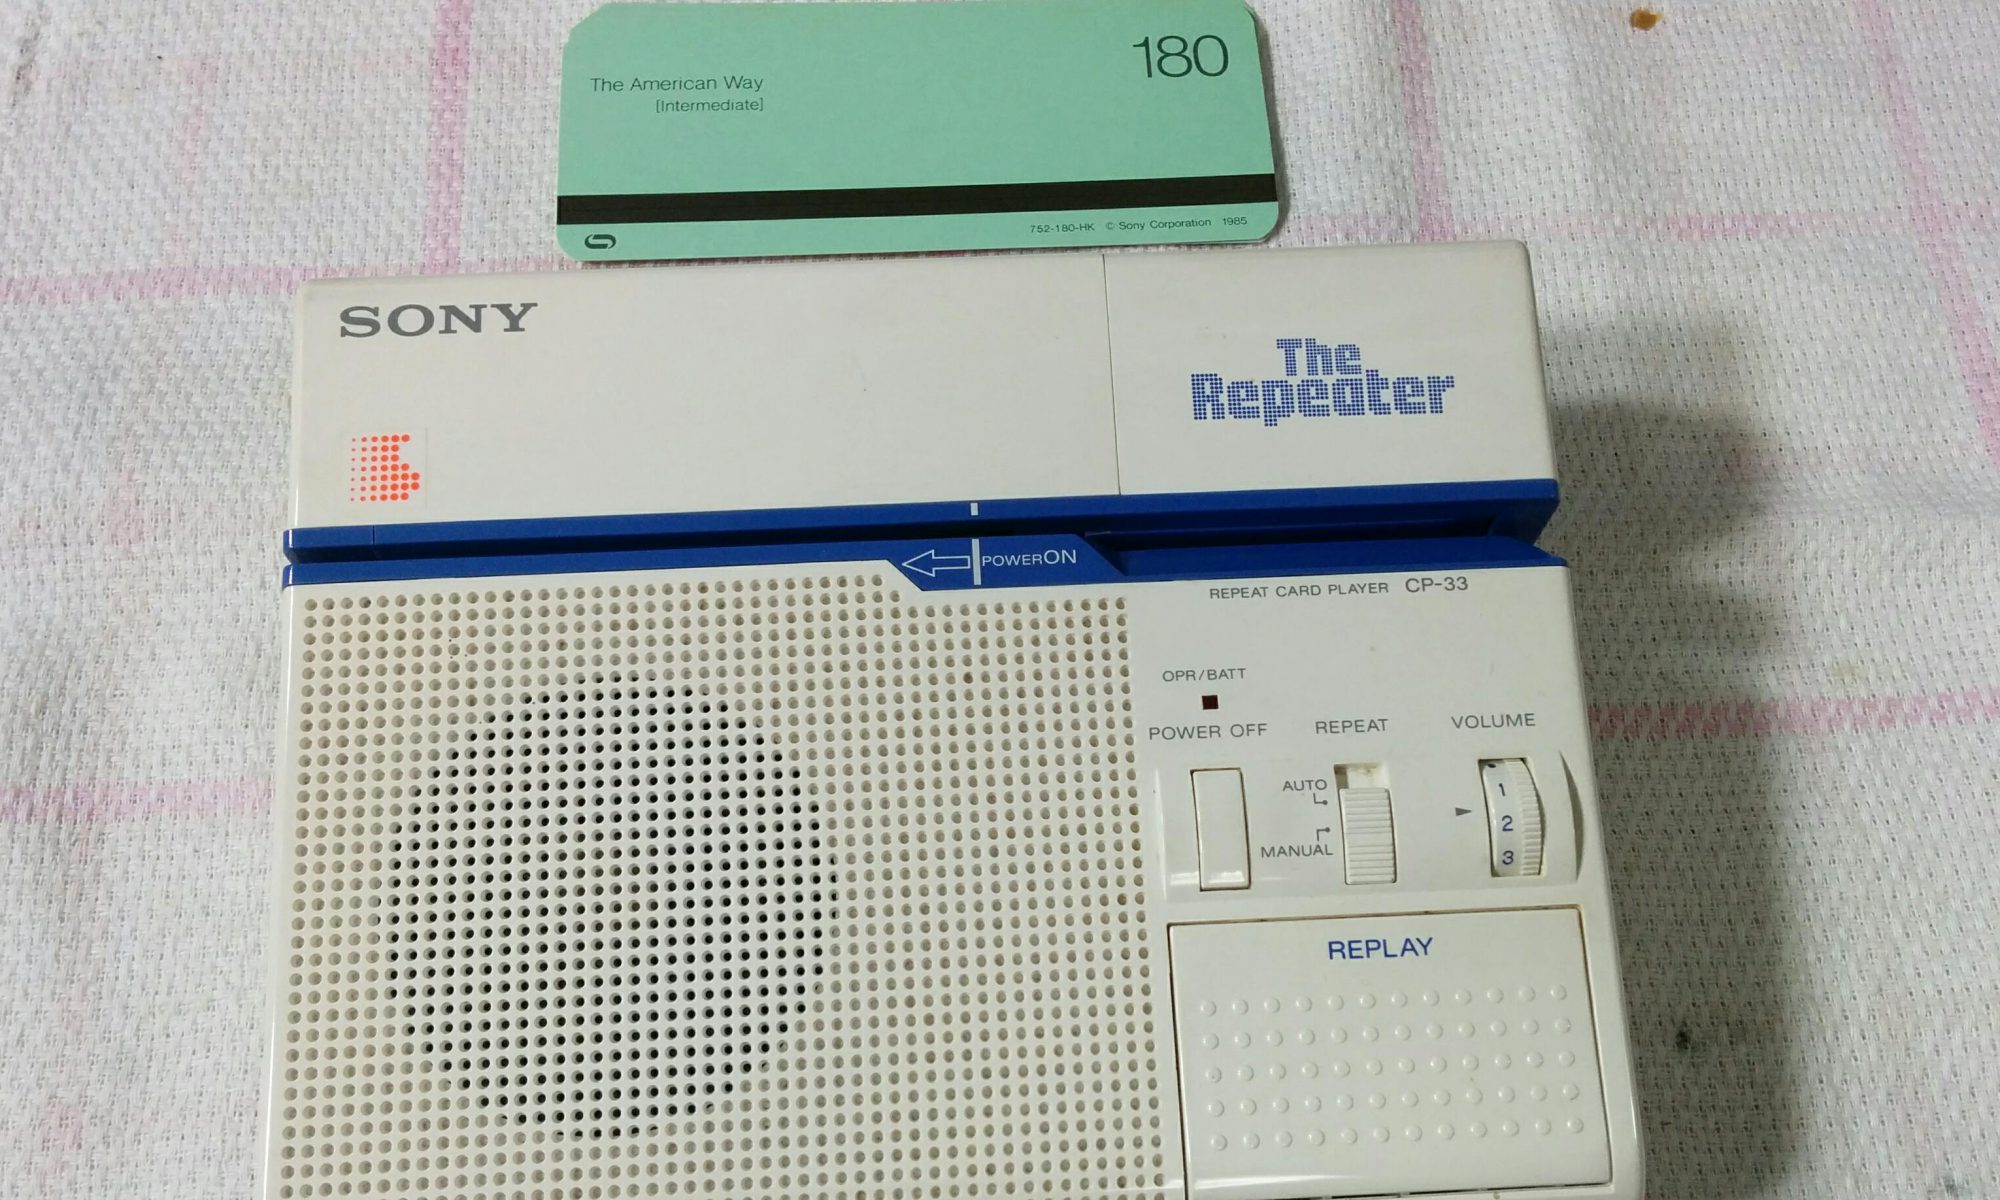 180
The American Way
[Intermediate]
752-180-HK © Sony Corporation 1985
SONY
The
Repeater
POWER ON
REPEAT CARD PLAYER CP-33
OPR/BATT
POWER OFF
REPEAT
VOLUME
AUTO
MANUAL
1
2
3
REPLAY